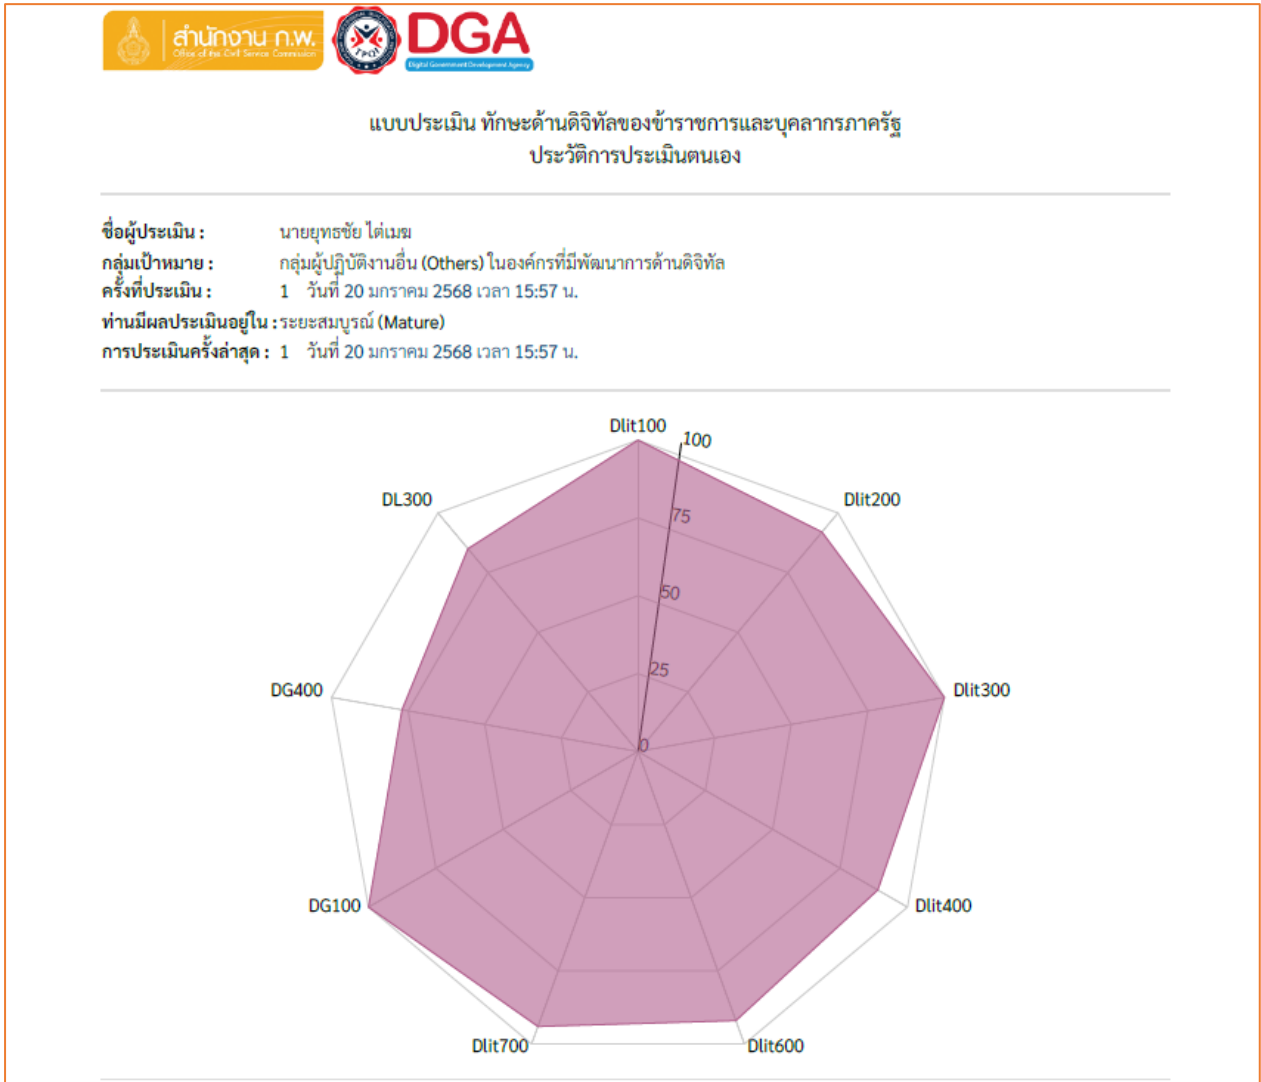 สำนักงาน ก.พ.
Office of the Civil Service Commission
TPQI
DGA
Digital Government Development Agency
แบบประเมิน ทักษะด้านดิจิทัลของข้าราชการและบุคลากรภาครัฐ
ประวัติการประเมินตนเอง
ชื่อผู้ประเมิน : นายยุทธชัย ไต่เมฆ
กลุ่มเป้าหมาย : กลุ่มผู้ปฏิบัติงานอื่น (Others) ในองค์กรที่มีพัฒนาการด้านดิจิทัล
ครั้งที่ประเมิน : 1 วันที่ 20 มกราคม 2568 เวลา 15:57 น.
ท่านมีผลประเมินอยู่ใน : ระยะสมบูรณ์ (Mature)
การประเมินครั้งล่าสุด : 1 วันที่ 20 มกราคม 2568 เวลา 15:57 น.
Dlit100
100
DL300
Dlit200
75
50
25
DG400
Dlit300
0
DG100
Dlit400
Dlit700
Dlit600